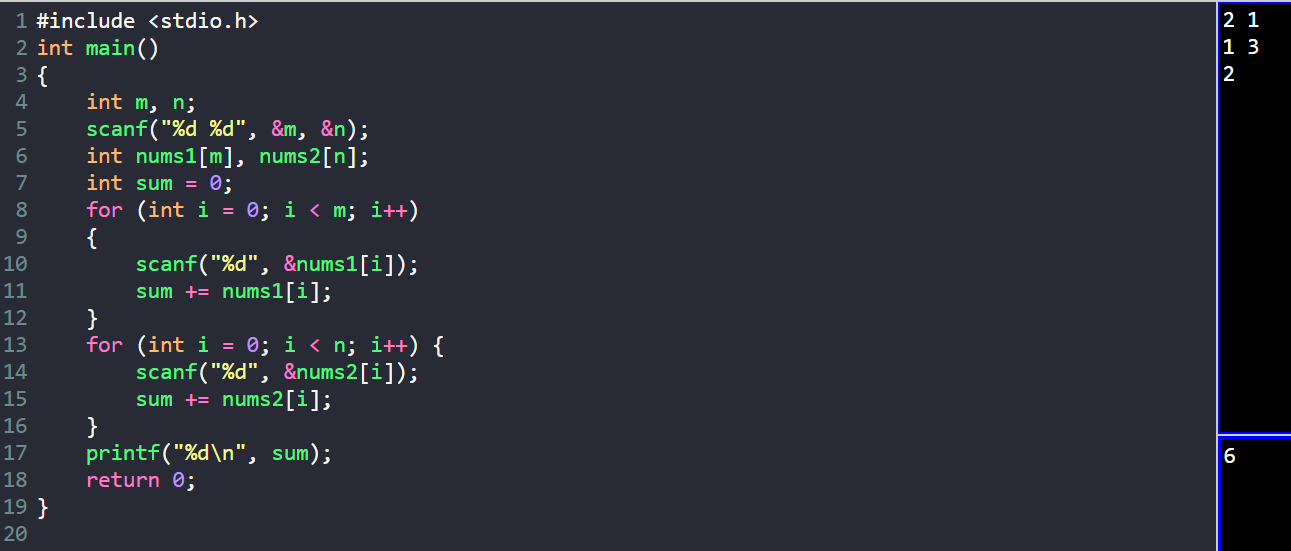 1 #include <stdio.h>
2 int main()
3 {
4     int m, n;
5     scanf("%d %d", &m, &n);
6     int nums1[m], nums2[n];
7     int sum = 0;
8     for (int i = 0; i < m; i++)
9     {
10         scanf("%d", &nums1[i]);
11         sum += nums1[i];
12     }
13     for (int i = 0; i < n; i++) {
14         scanf("%d", &nums2[i]);
15         sum += nums2[i];
16     }
17     printf("%d\n", sum);
18     return 0;
19 }
20
2 1
1 3
2
6